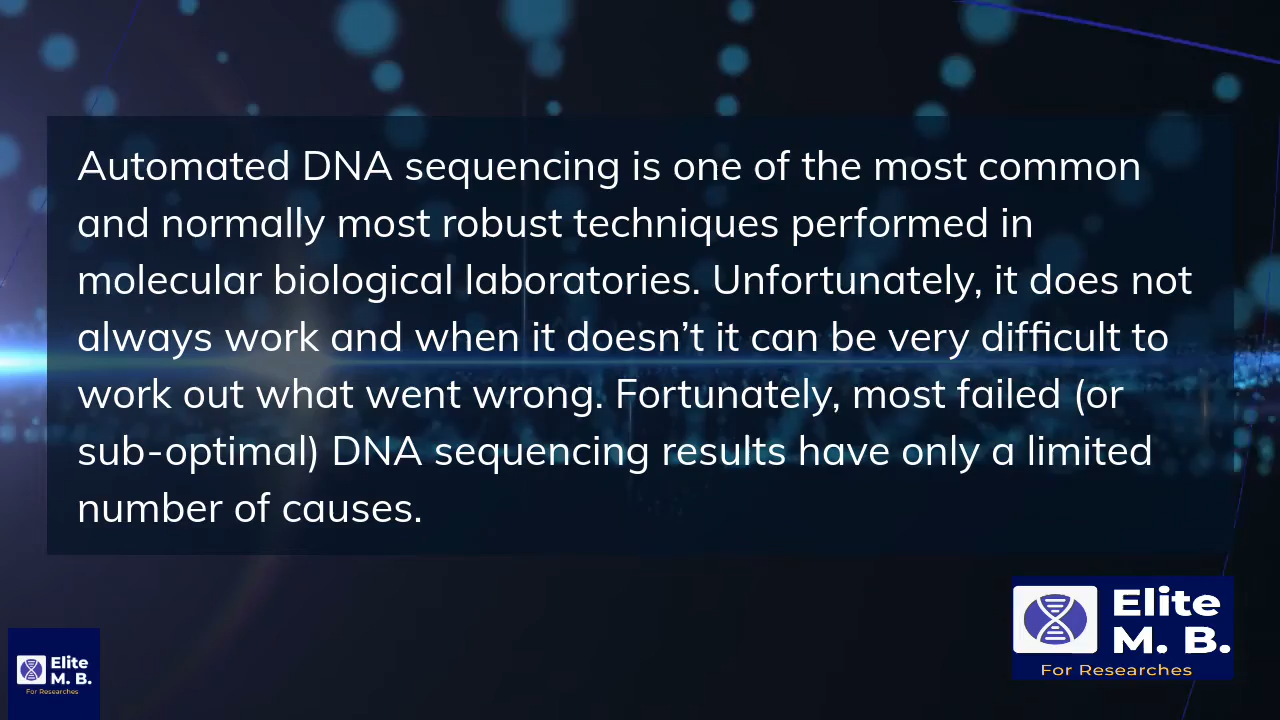 Automated DNA sequencing is one of the most common
and normally most robust techniques performed in
molecular biological laboratories. Unfortunately, it does not
always work and when it doesn’t it can be very difficult to
work out what went wrong. Fortunately, most failed (or
sub-optimal) DNA sequencing results have only a limited
number of causes.
Elite
M. B.
For Researches
Elite
M. B.
For Researches